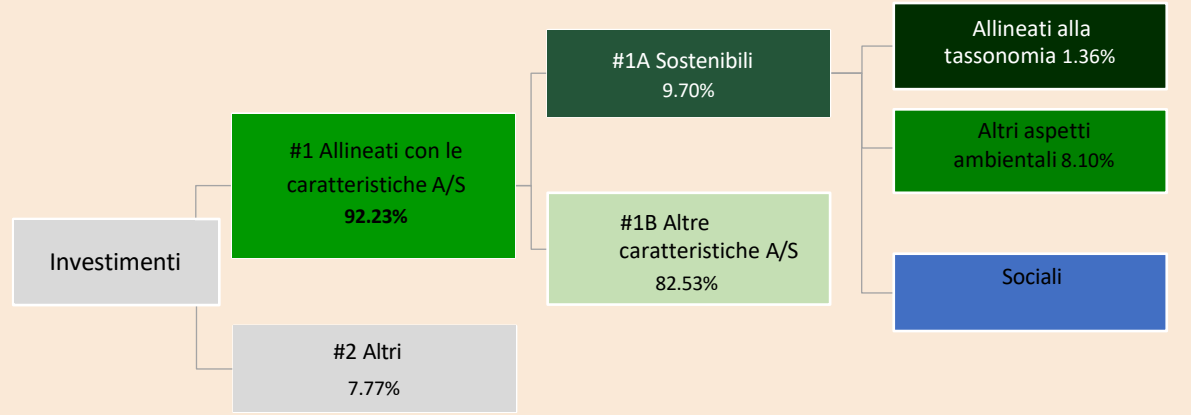 Investimenti
#1 Allineati con le
caratteristiche A/S
92.23%
#2 Altri
7.77%
#1A Sostenibili
9.70%
#1B Altre
caratteristiche A/S
82.53%
Allineati alla
tassonomia 1.36%
Altri aspetti
ambientali 8.10%
Sociali